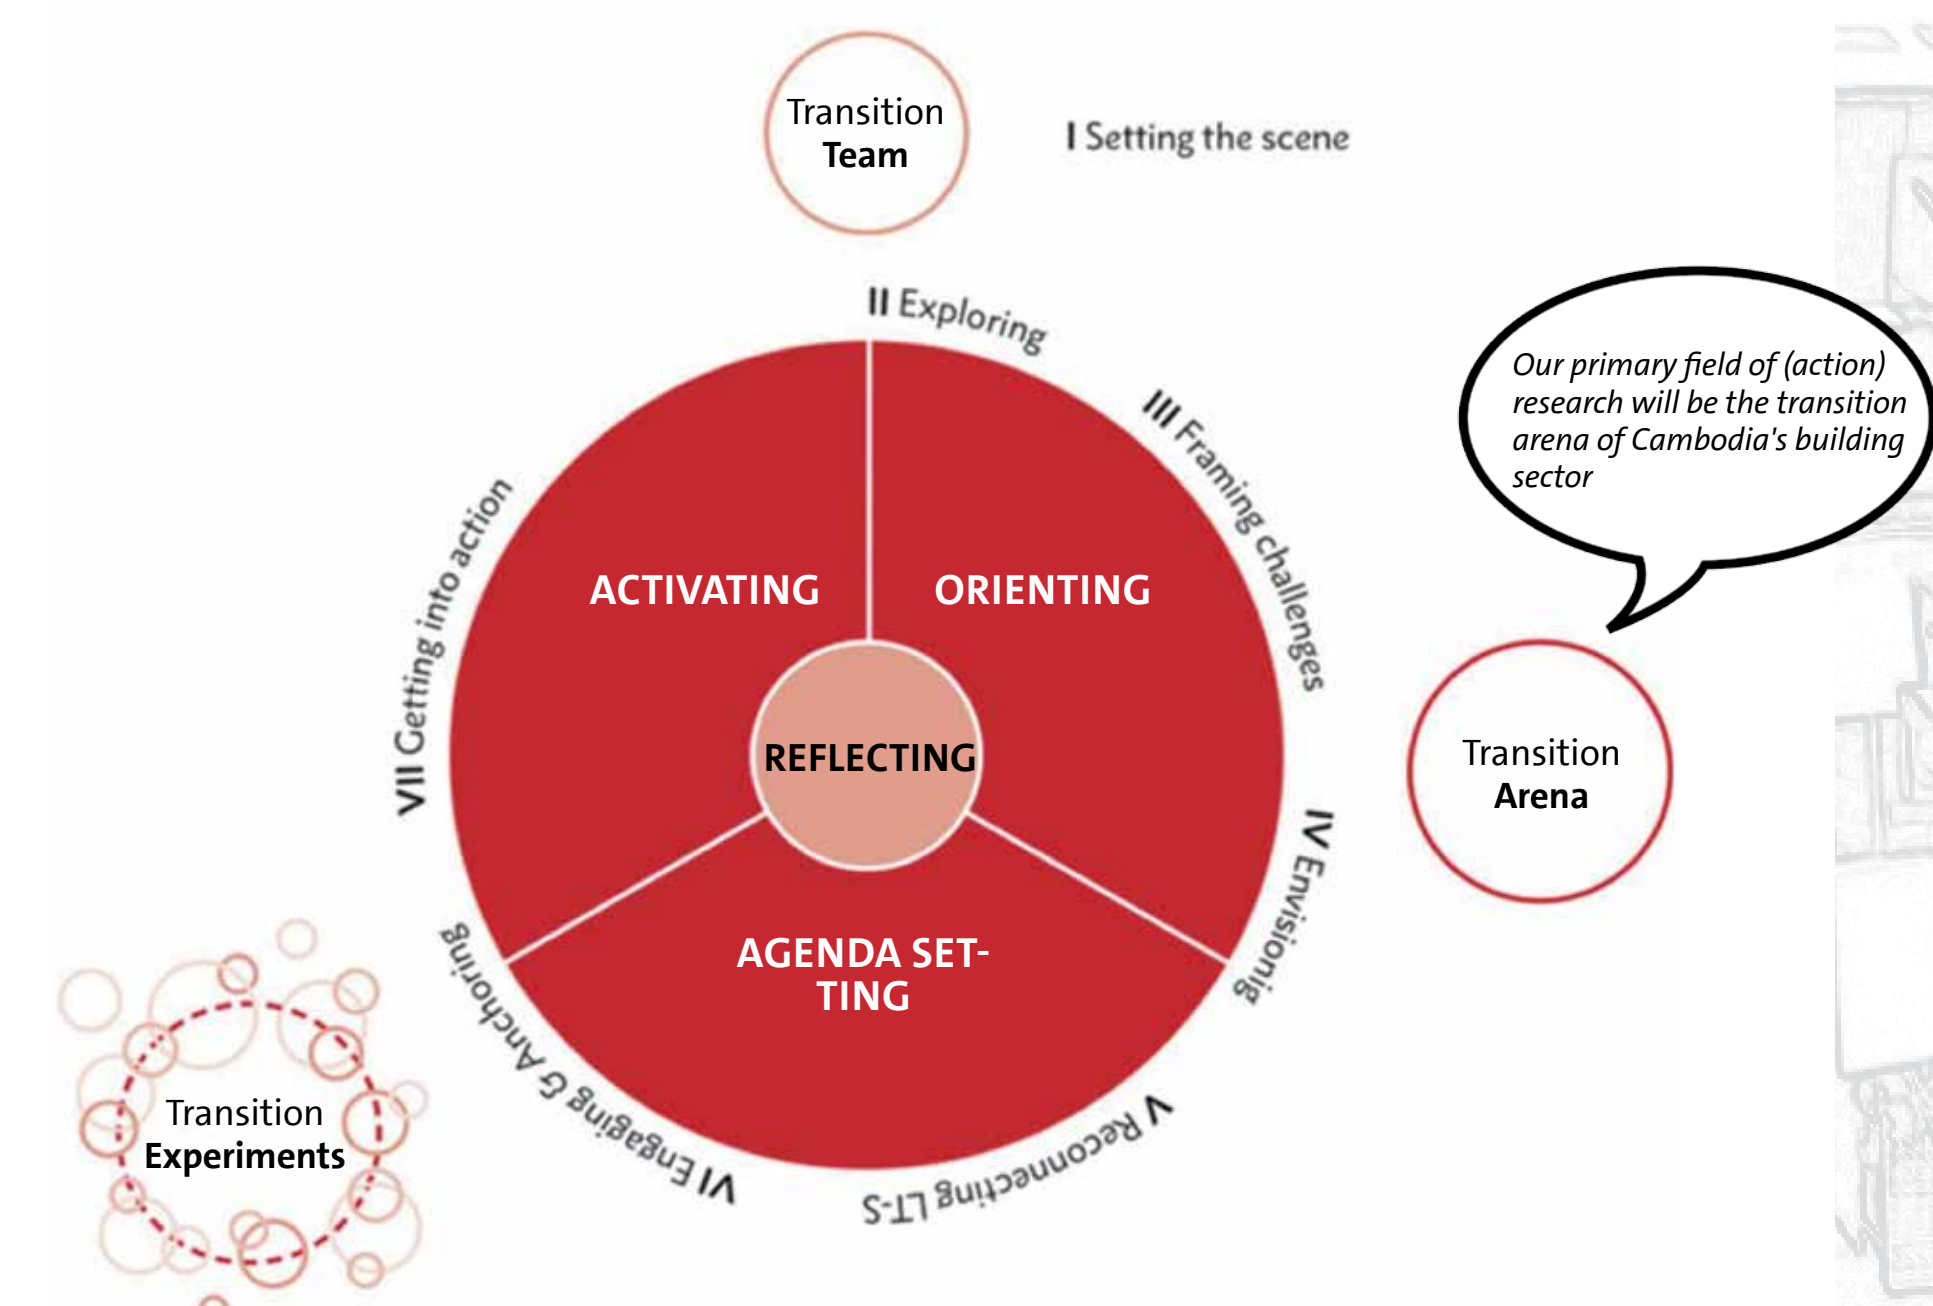 Transition
Team
I Setting the scene
II Exploring
III Framing challenges
Our primary field of (action)
research will be the transition
arena of Cambodia's building
sector
ACTIVATING
ORIENTING
REFLECTING
Transition
Arena
IV Envisionig
AGENDA SET-
TING
V Reconnecting LT-S
VI Engaging & Anchoring
VII Getting into action
Transition
Experiments